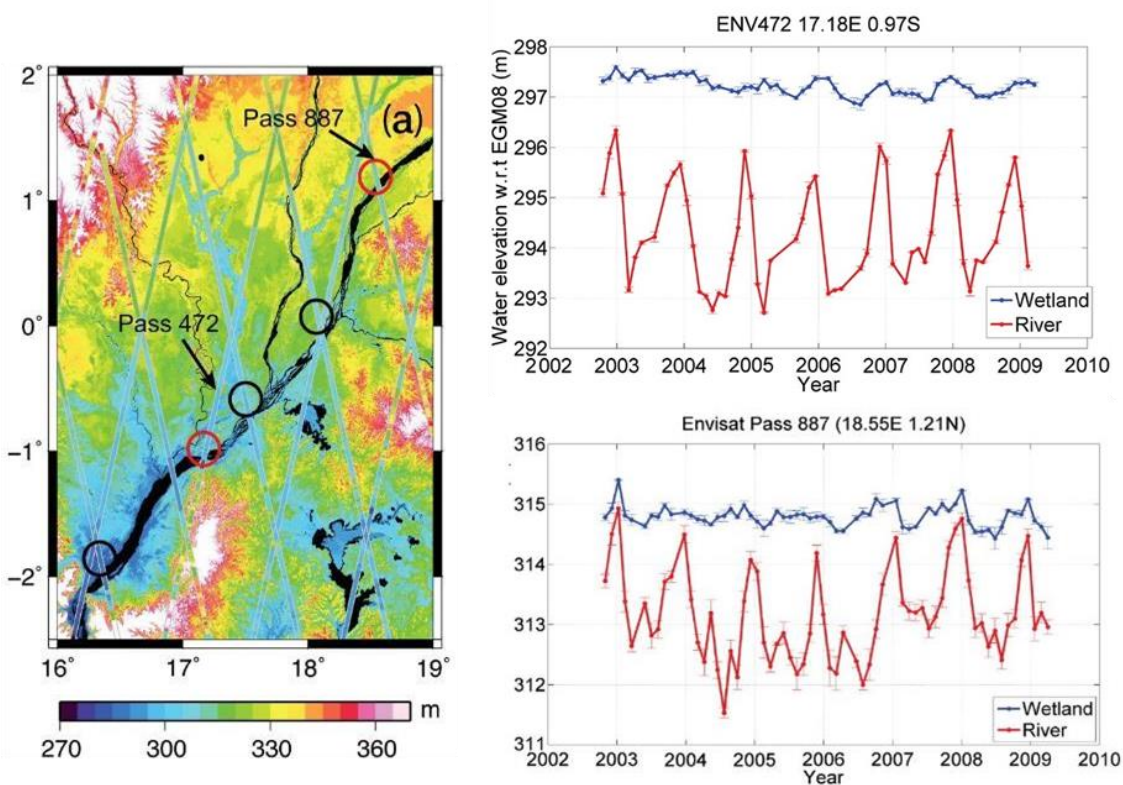 (a)
Pass 887
Pass 472
2°
1°
0°
−1°
−2°
16° 17° 18° 19°
m
270 300 330 360
ENV472 17.18E 0.97S
Water elevation w.r.t EGM08 (m)
298
297
296
295
294
293
292
Wetland
River
2002 2003 2004 2005 2006 2007 2008 2009 2010
Year
Envisat Pass 887 (18.55E 1.21N)
316
315
314
313
312
311
Wetland
River
2002 2003 2004 2005 2006 2007 2008 2009 2010
Year